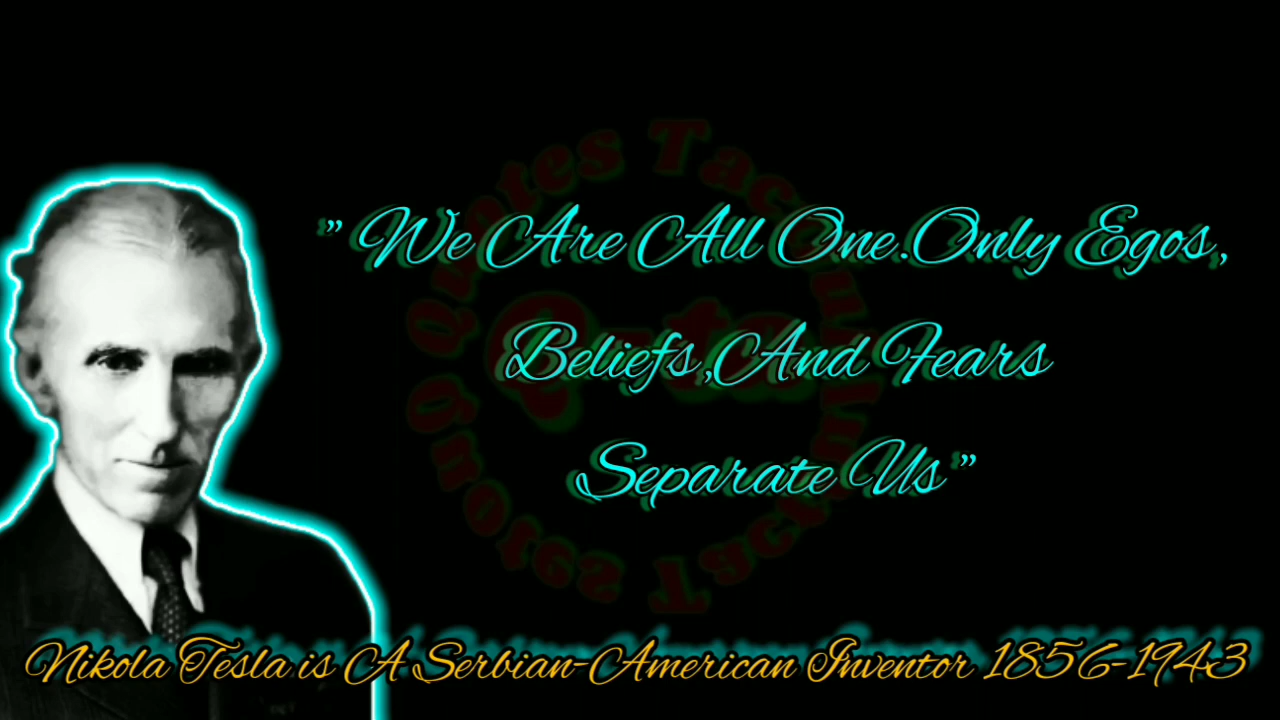 ” We Are All One.Only Egos,
Beliefs,And Fears
Separate Us ”
Nikola Tesla is A Serbian-American Inventor 1856-1943